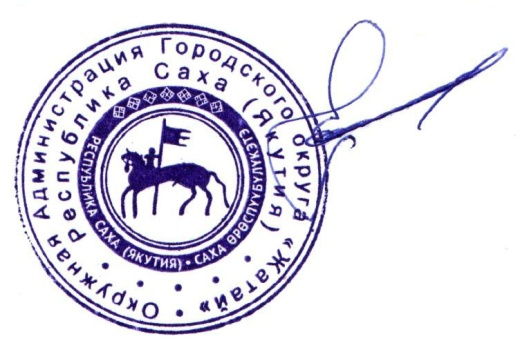 Окружная Администрация Городского округа «Жатай»
Республика Саха (Якутия)
РЕСПУБЛИКА САХА (ЯКУТИЯ) • САХА ӨРӨСПҮҮБҮЛҮКЭТЭ